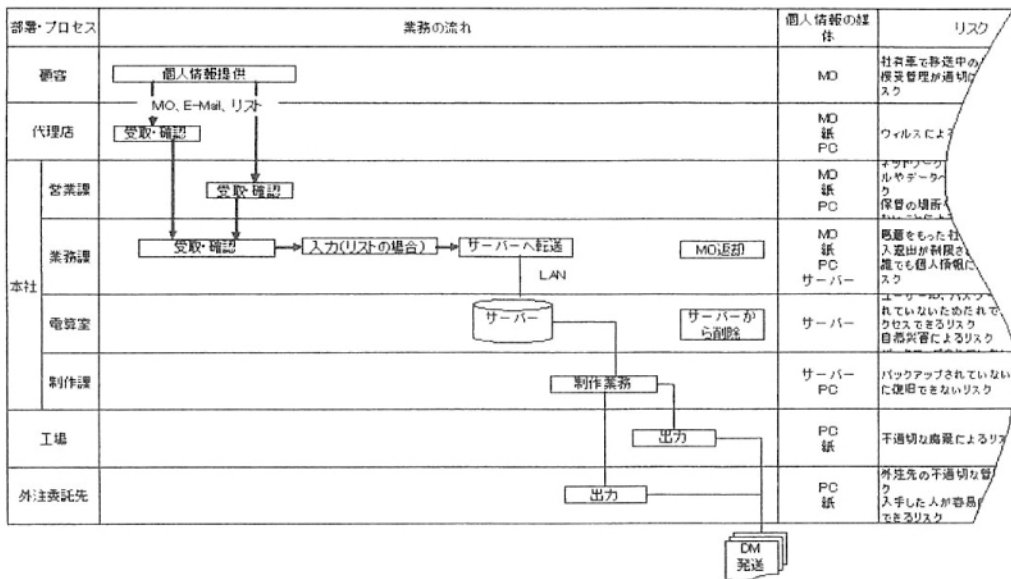 部署・プロセス
業務の流れ
個人情報の媒
体
リスク
顧客
個人情報提供
MO
社有車で移送中の
授受管理が適切に
スク
MO、E-Mail、リスト
代理店
受取・確認
MO
紙
PC
ウィルスによる
本社
営業課
受取・確認
MO
紙
PC
ネットワーク
ルやデータへ
ク
保管の場所
業務課
受取・確認
入力(リストの場合)
サーバーへ転送
MO返却
MO
紙
PC
サーバー
悪意をもった社
入退出が制限さ
誰でも個人情報に
スク
LAN
電算室
サーバー
サーバーか
ら削除
サーバー
れていないためだれで
クセスできるリスク
自然災害によるリスク
制作課
制作業務
サーバー
PC
バックアップされていない
に復旧できないリスク
工場
出力
PC
紙
不適切な廃棄によるリス
外注委託先
出力
PC
紙
外注先の不適切な管
ク
入手した人が容易
できるリスク
DM
発送